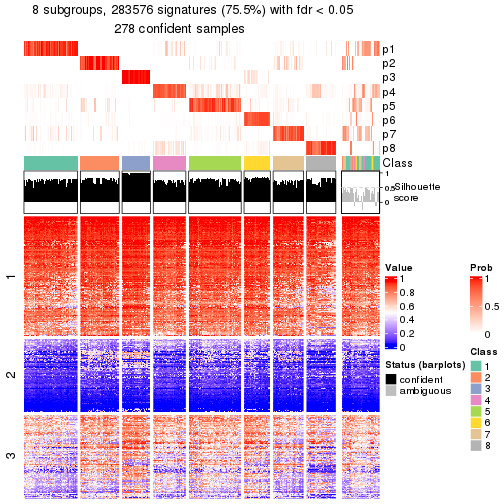 8 subgroups, 283576 signatures (75.5%) with fdr < 0.05
278 confident samples
p1
p2
p3
p4
p5
p6
p7
p8
Class
1
0.5
0
Silhouette
score
1
2
3
Value
1
0.8
0.6
0.4
0.2
0
Prob
1
0.5
0
Status (barplots)
confident
ambiguous
Class
1
2
3
4
5
6
7
8